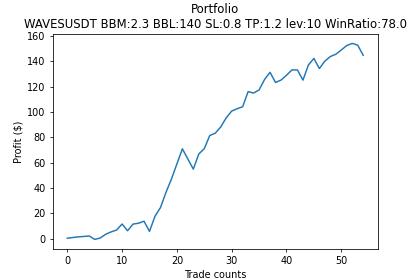 Portfolio
WAVESUSDT BBM:2.3 BBL:140 SL:0.8 TP:1.2 lev:10 WinRatio:78.0
160
140
120
100
80
60
40
20
0
Profit ($)
0 10 20 30 40 50
Trade counts